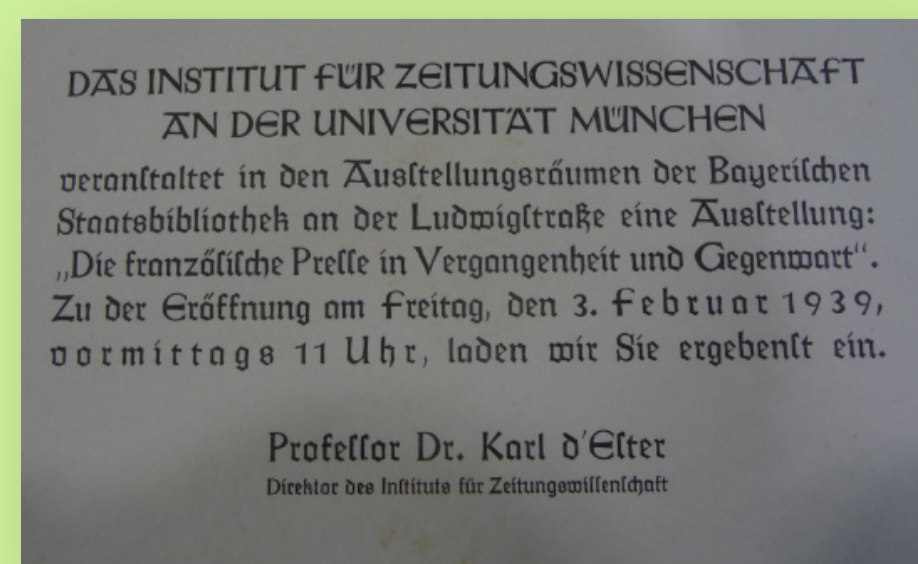 DAS INSTITUT FÜR ZEITUNGSWISSENSCHAFT
AN DER UNIVERSITÄT MÜNCHEN
veranſtaltet in den Ausſtellungsräumen der Bayeriſchen
Staatsbibliothek an der Ludwigſtraße eine Ausſtellung:
„Die franzöſiſche Preſſe in Vergangenheit und Gegenwart“.
Zu der Eröffnung am Freitag, den 3. Februar 1939,
vormittags 11 Uhr, laden wir Sie ergebenſt ein.
Profeſſor Dr. Karl d'Eſter
Direktor des Inſtituts für Zeitungswiſſenſchaft